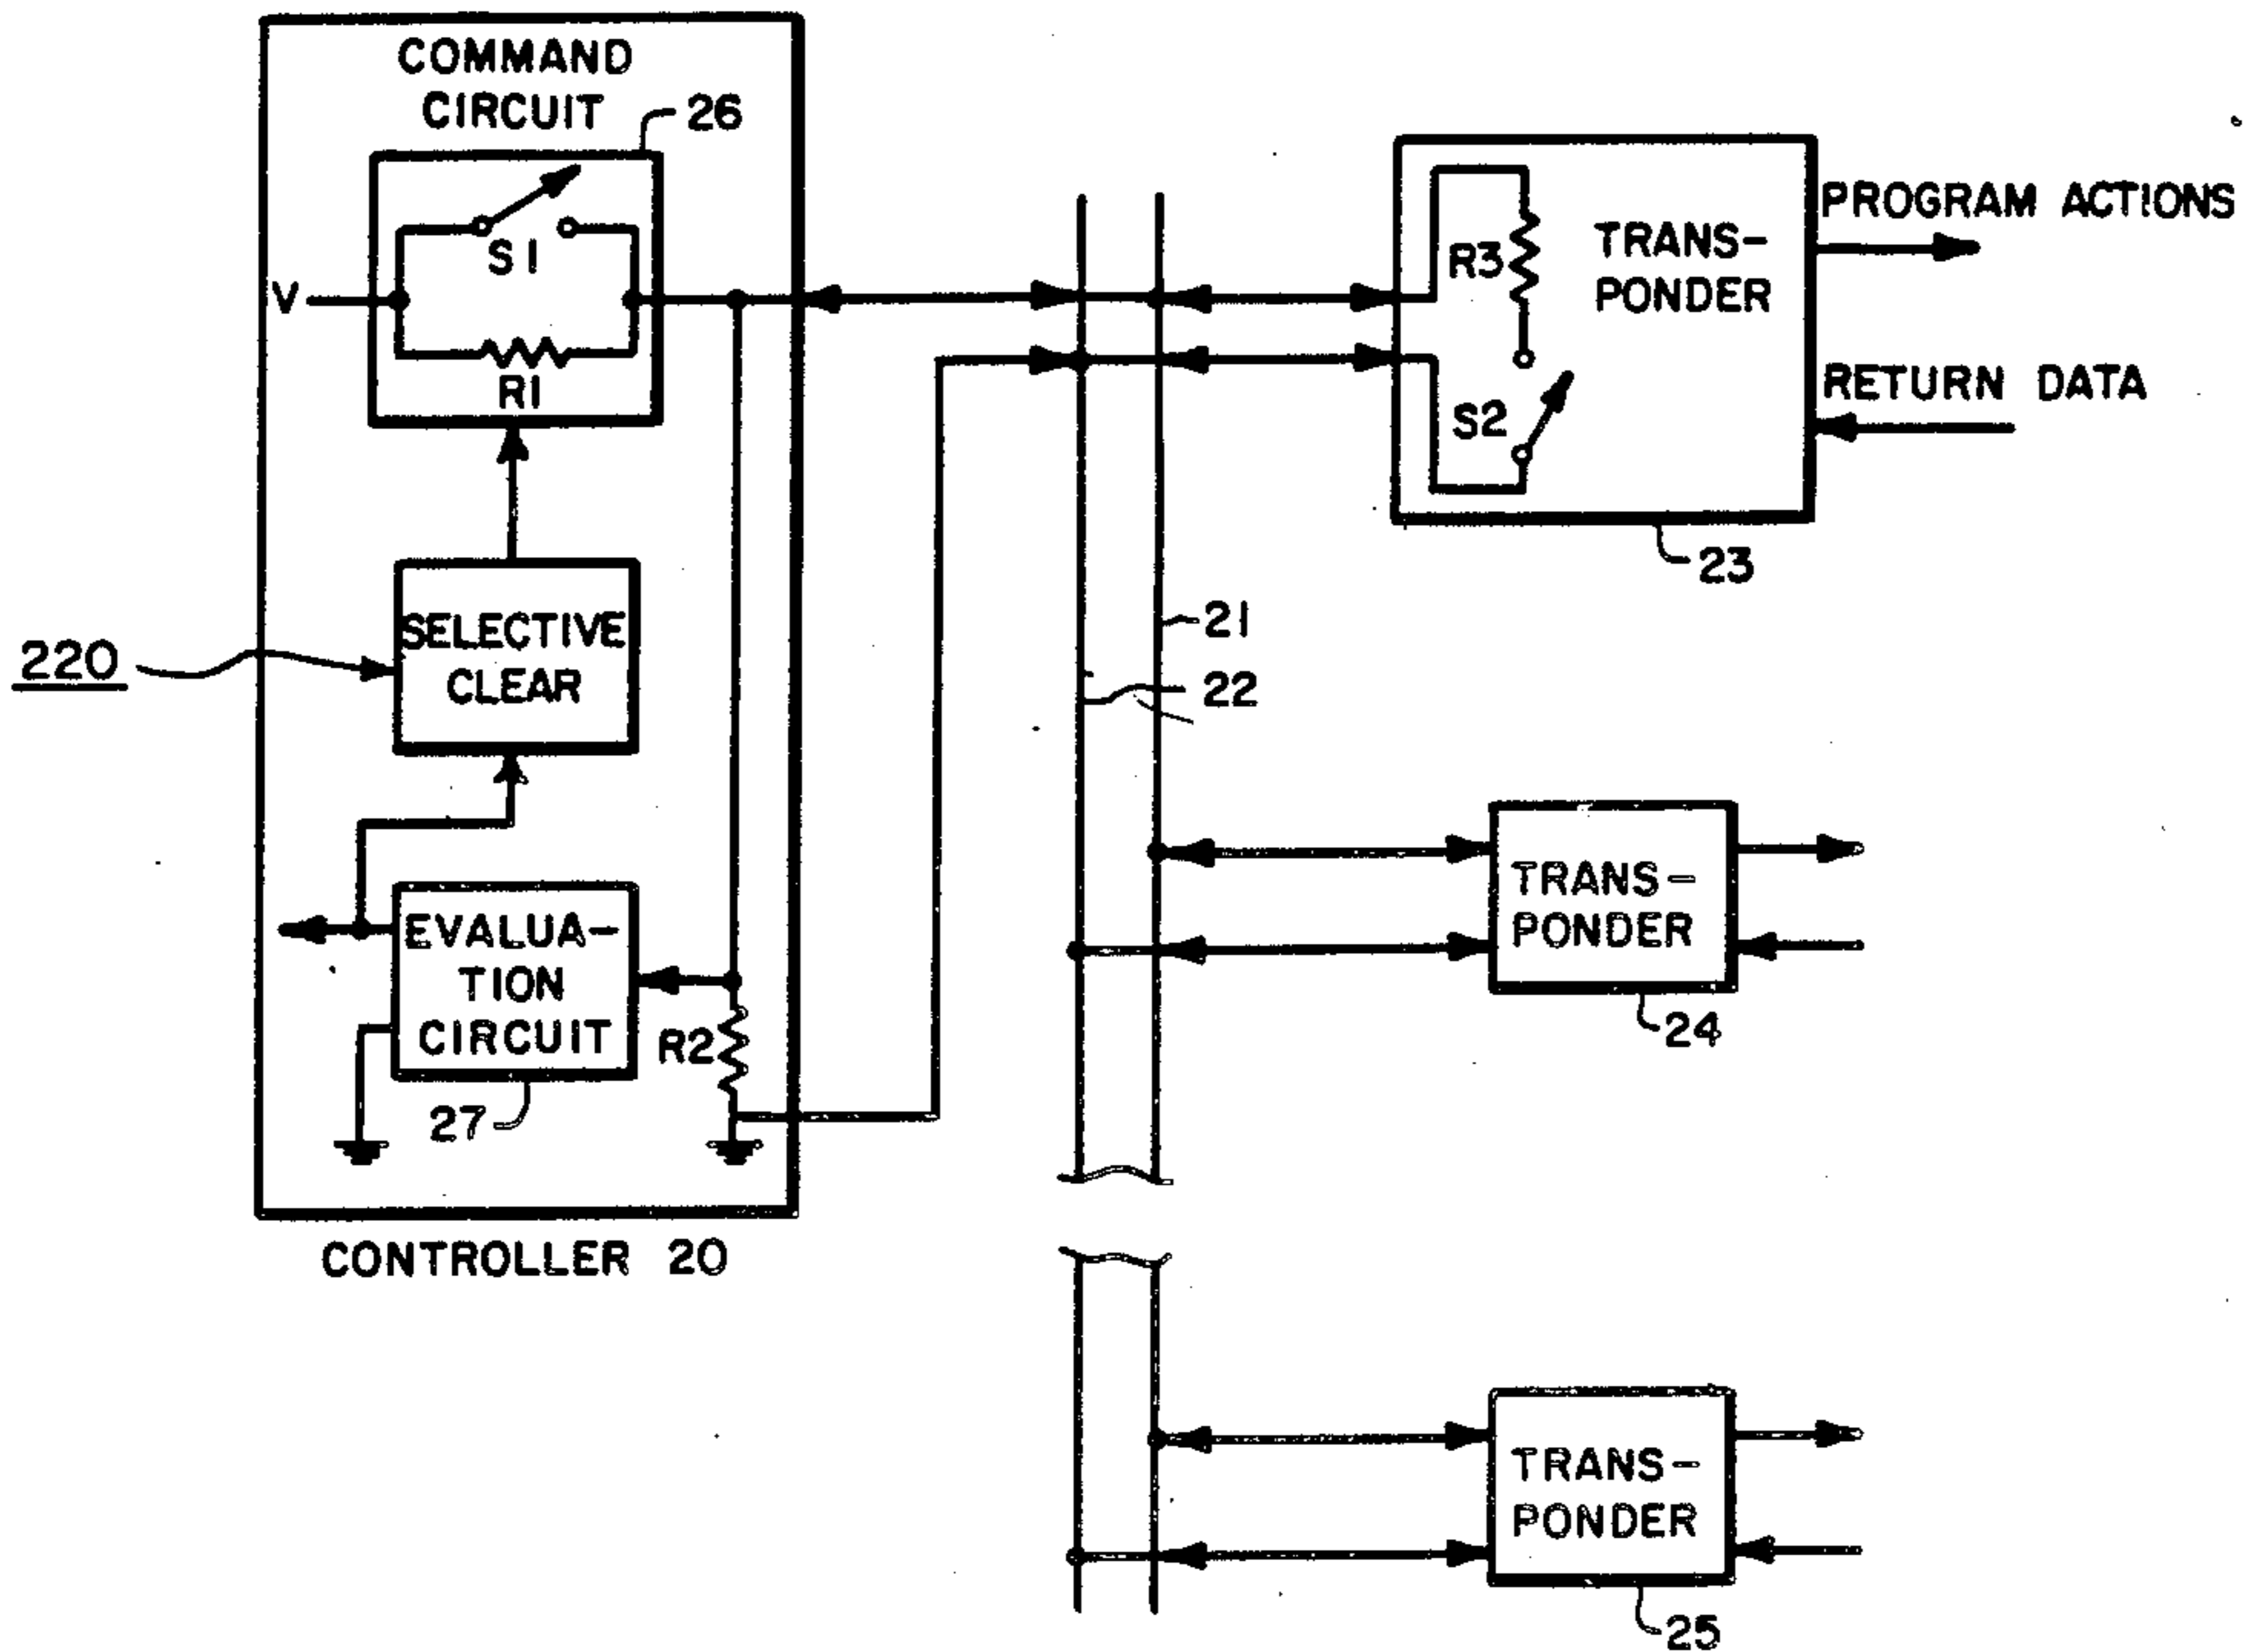 COMMAND
CIRCUIT
26
S1
V
R1
SELECTIVE
CLEAR
220
EVALUA-
TION
CIRCUIT
R2
27
CONTROLLER 20
21
22
R3
TRANS-
PONDER
S2
PROGRAM ACTIONS
RETURN DATA
23
TRANS-
PONDER
24
TRANS-
PONDER
25